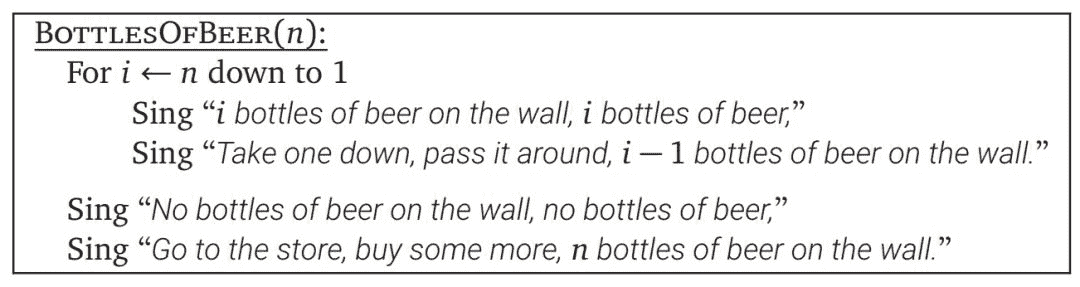 BOTTLESOFBEER(n):
For i ← n down to 1
Sing “i bottles of beer on the wall, i bottles of beer,”
Sing “Take one down, pass it around, i − 1 bottles of beer on the wall.”
Sing “No bottles of beer on the wall, no bottles of beer,”
Sing “Go to the store, buy some more, n bottles of beer on the wall.”